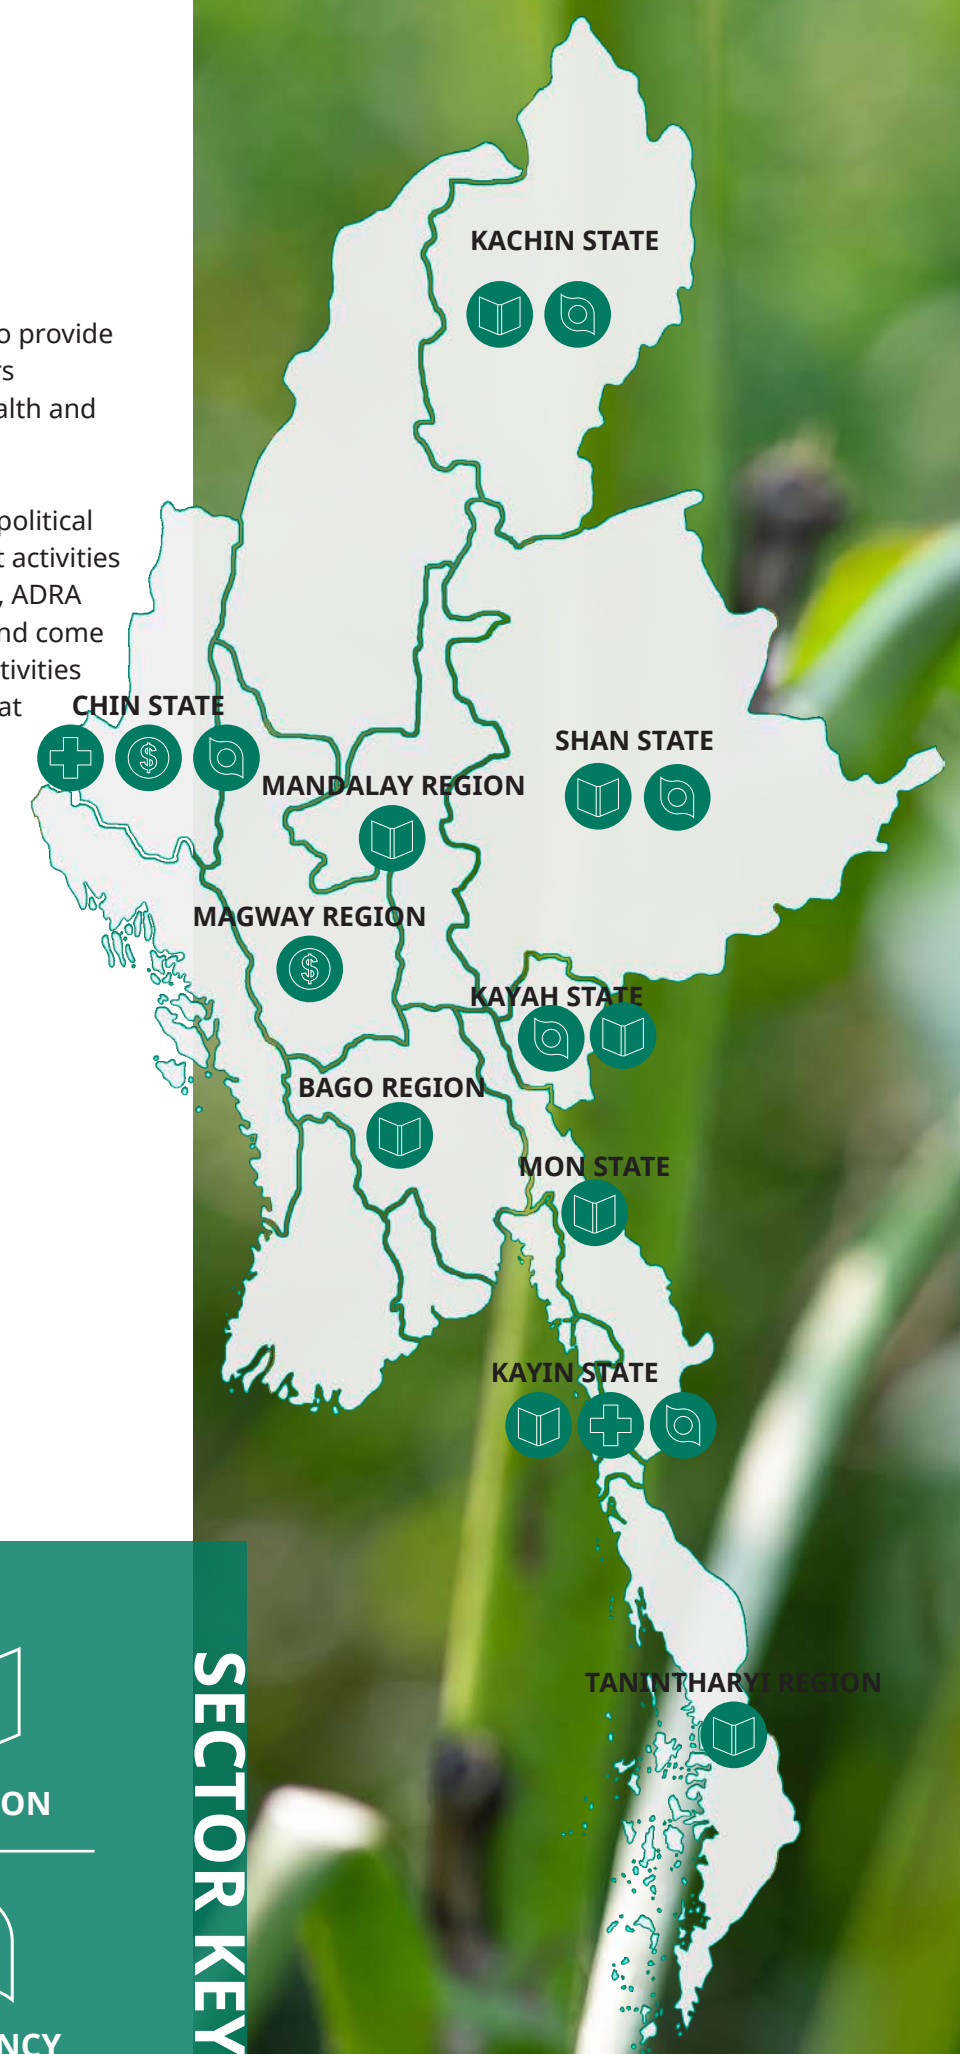 provide
alth and
political
activities
, ADRA
nd come
tivities
at
KACHIN STATE
CHIN STATE
SHAN STATE
MANDALAY REGION
MAGWAY REGION
KAYAH STATE
BAGO REGION
MON STATE
KAYIN STATE
TANINTHARYI REGION
ON
NCY
SECTOR KEY